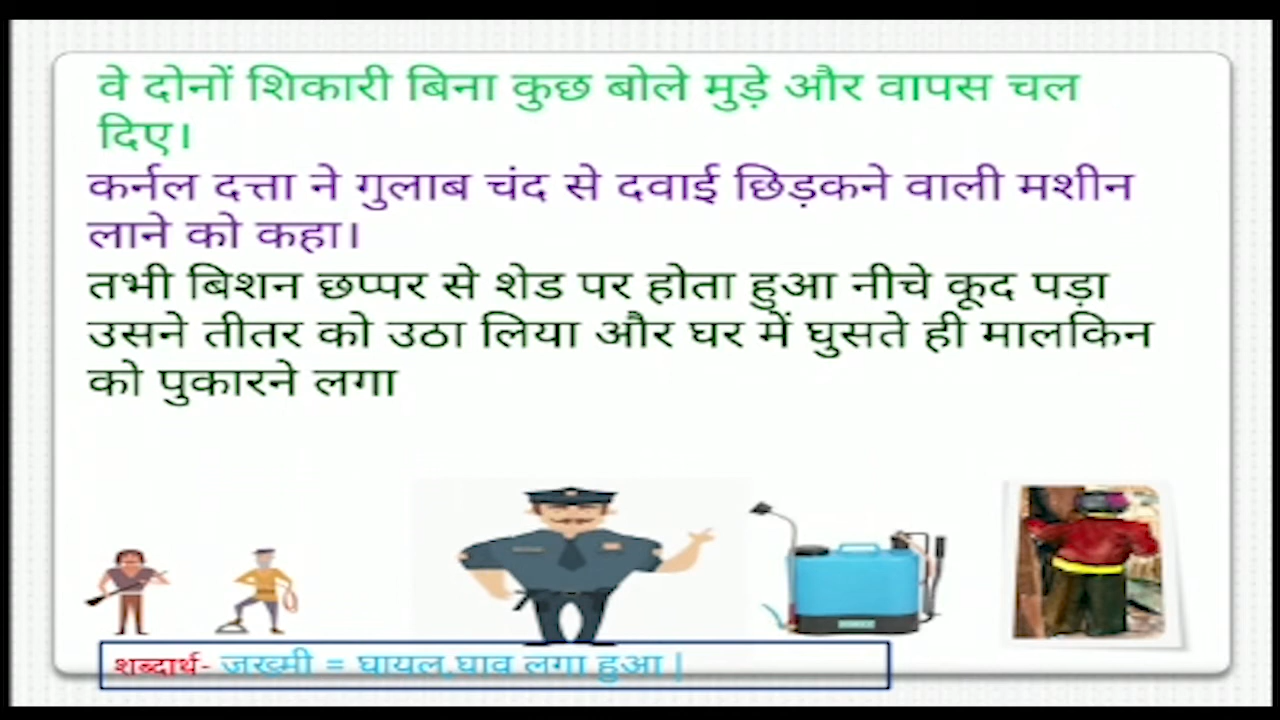 वे दोनों शिकारी बिना कुछ बोले मुड़े और वापस चल
दिए।
कर्नल दत्ता ने गुलाब चंद से दवाई छिड़कने वाली मशीन
लाने को कहा।
तभी बिशन छप्पर से शेड पर होता हुआ नीचे कूद पड़ा
उसने तीतर को उठा लिया और घर में घुसते ही मालकिन
को पुकारने लगा
शब्दार्थ- जख्मी = घायल,घाव लगा हुआ |